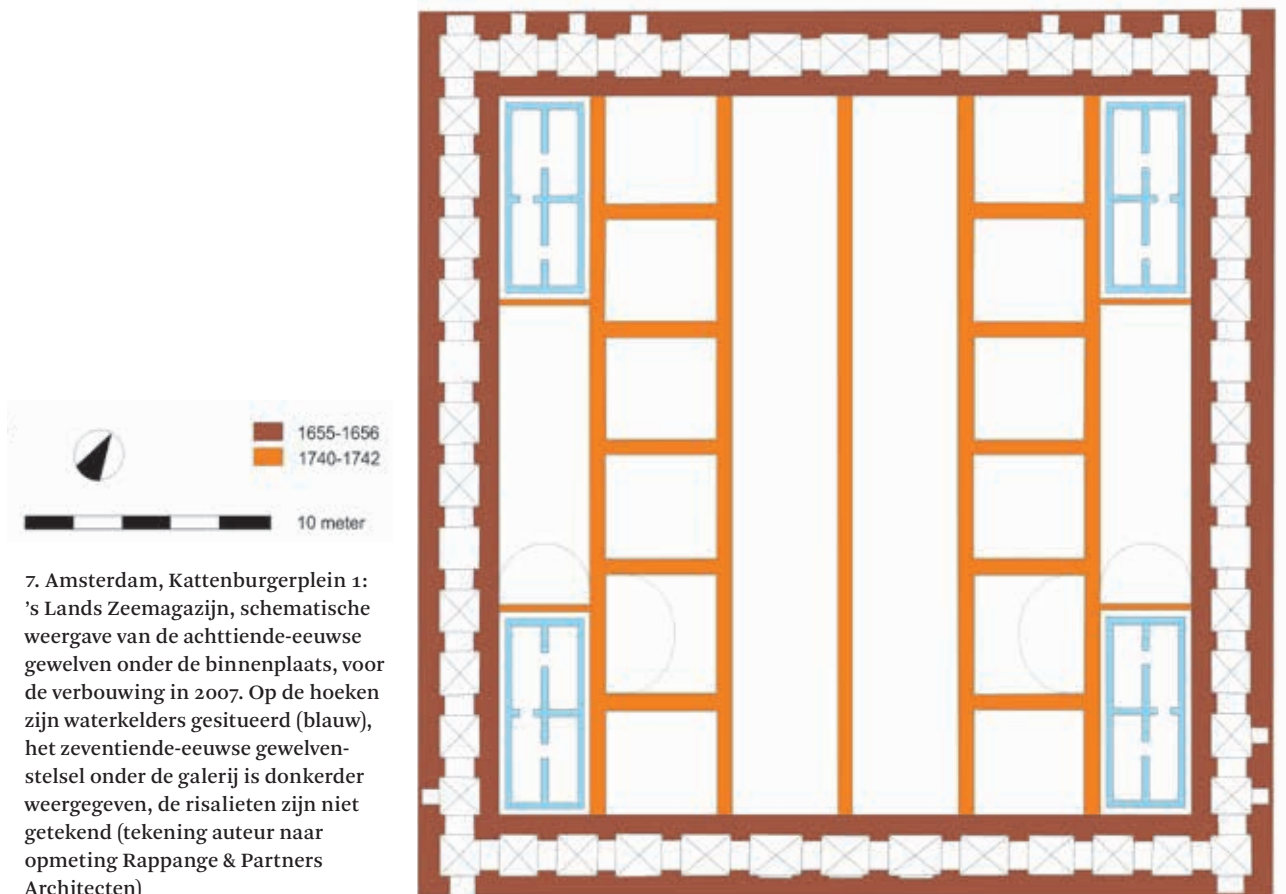 1655-1656
1740-1742
10 meter
7. Amsterdam, Kattenburgerplein 1:
’s Lands Zeemagazijn, schematische
weergave van de achttiende-eeuwse
gewelven onder de binnenplaats, voor
de verbouwing in 2007. Op de hoeken
zijn waterkelders gesitueerd (blauw),
het zeventiende-eeuwse gewelven-
stelsel onder de galerij is donkerder
weergegeven, de risalieten zijn niet
getekend (tekening auteur naar
opmeting Rappange & Partners
Architecten)